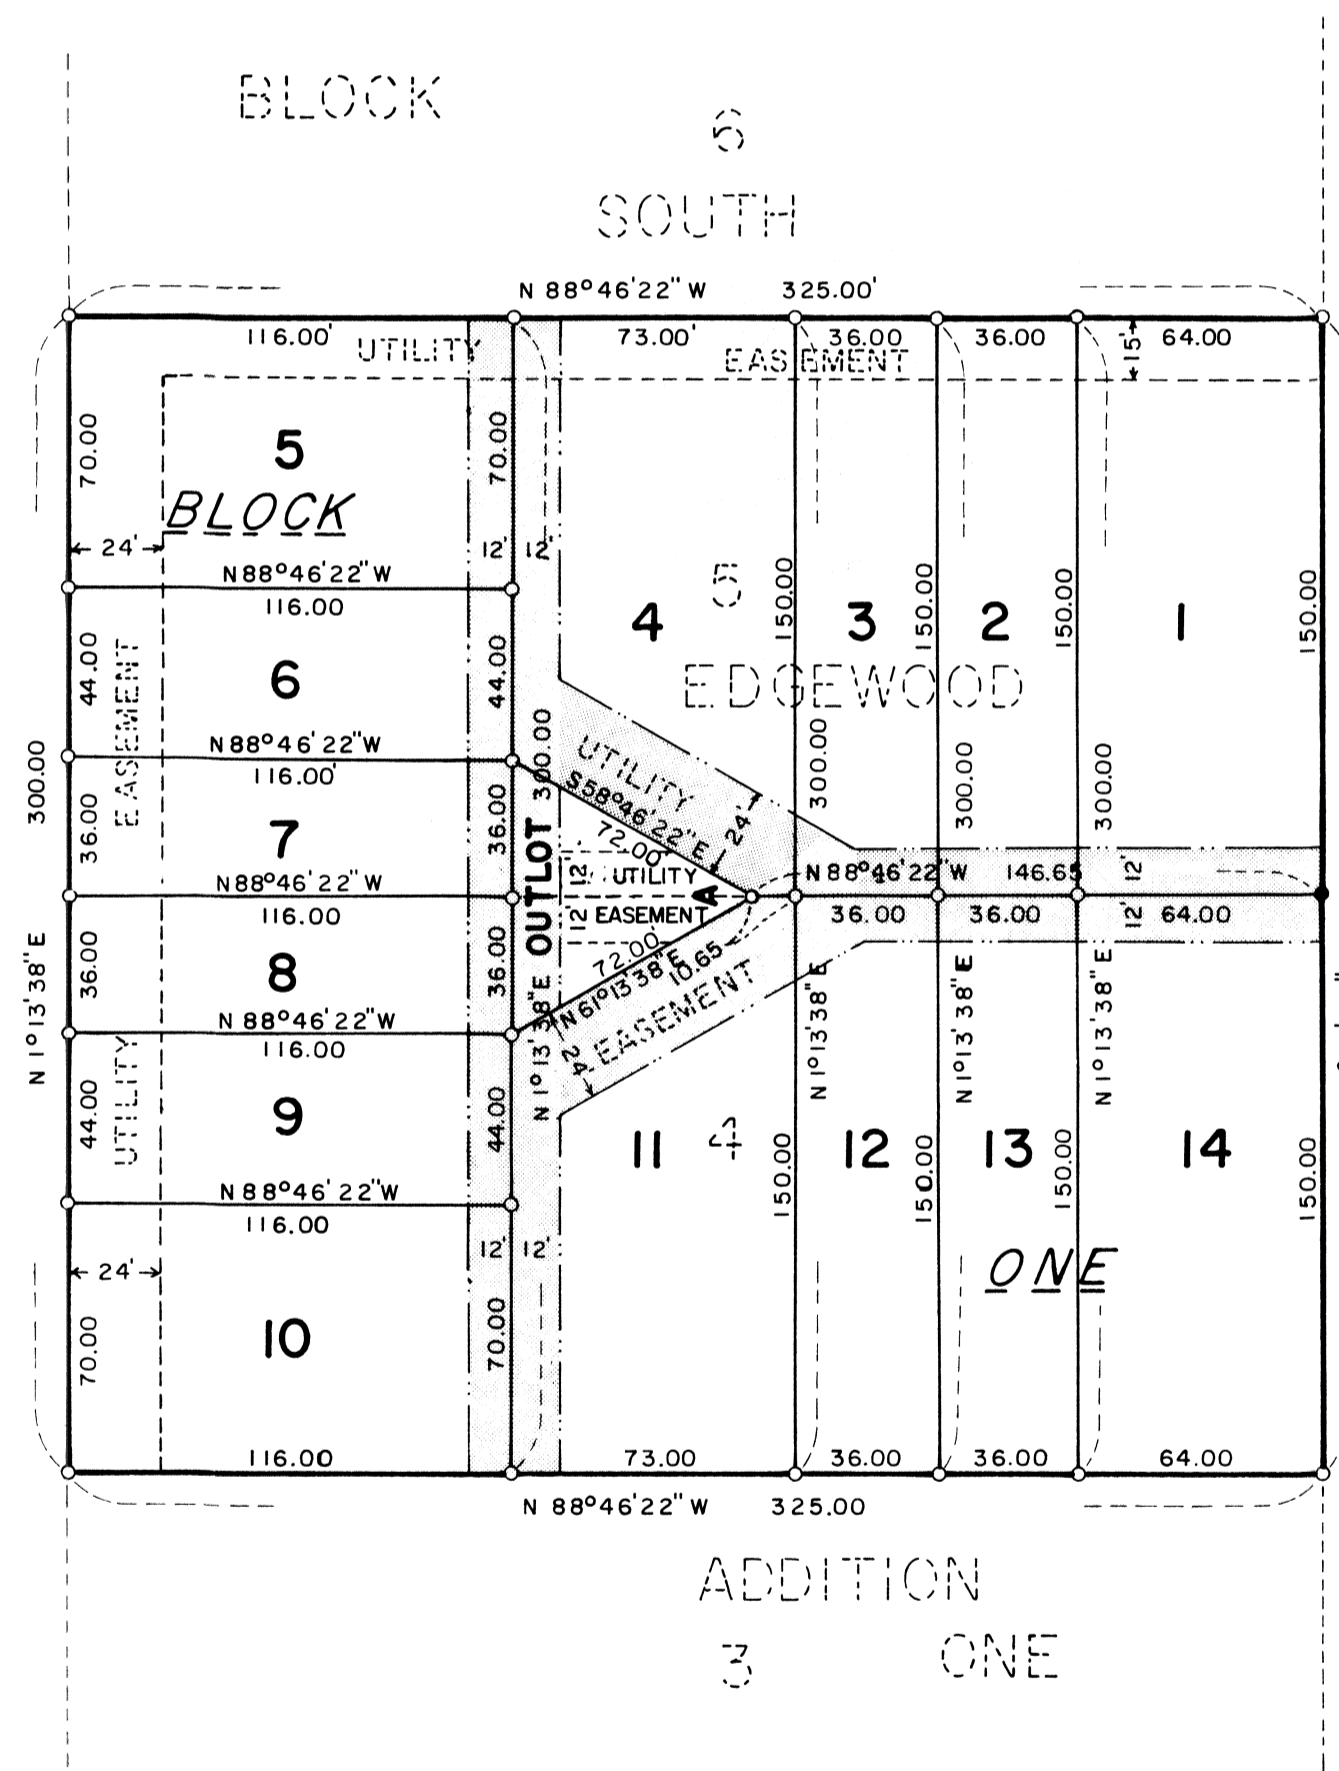 BLOCK
6
SOUTH
N 88°46'22" W 325.00'
116.00' 73.00' 36.00 36.00 64.00
UTILITY EASEMENT
15'
70.00
5
70.00
BLOCK
24'
12' 12'
N88°46'22"W
116.00
5
4 3 2 1
150.00 150.00 150.00 150.00
44.00
6
44.00
EDGEWOOD
EASEMENT
N88°46'22"W
116.00'
300.00
300.00
300.00 300.00 300.00
UTILITY
S58°46'22"E
72.00'
24'
36.00
7
36.00
OUTLOT A
12' UTILITY
12' EASEMENT
N88°46'22"W
116.00
N88°46'22"W 146.65 12'
36.00 36.00 12' 64.00
72.00'
N61°13'38"E
10.65
EASEMENT
24'
N 1°13'38" E
36.00
8
36.00
N 1°13'38"E
N 1°13'38"E
N 1°13'38"E
N 1°13'38"E
N 88°46'22"W
116.00
UTILITY
44.00
9
44.00
11 4 12 13 14
150.00 150.00 150.00 150.00
N88°46'22"W
116.00
12' 12'
24'
ONE
70.00
10
70.00
116.00 73.00 36.00 36.00 64.00
N 88°46'22" W 325.00
ADDITION
3 ONE